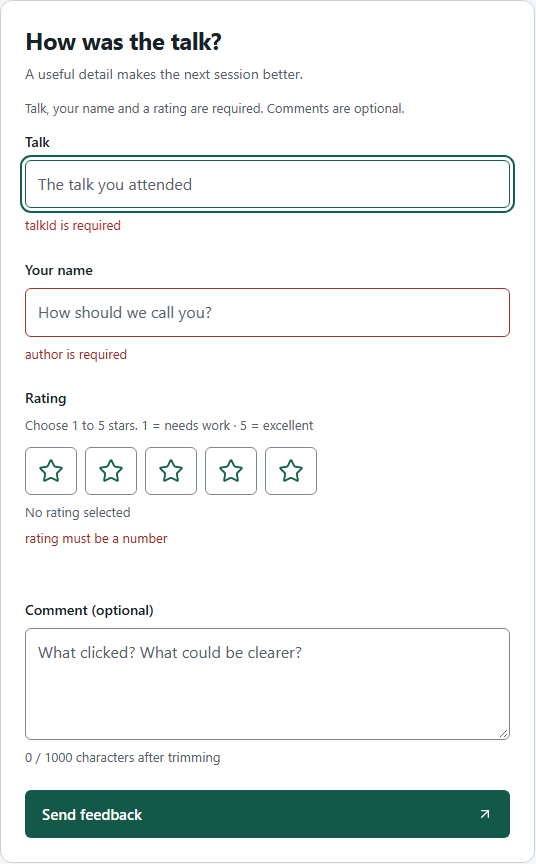 How was the talk?
A useful detail makes the next session better.
Talk, your name and a rating are required. Comments are optional.
Talk
The talk you attended
talkId is required
Your name
How should we call you?
author is required
Rating
Choose 1 to 5 stars. 1 = needs work · 5 = excellent
No rating selected
rating must be a number
Comment (optional)
What clicked? What could be clearer?
0 / 1000 characters after trimming
Send feedback